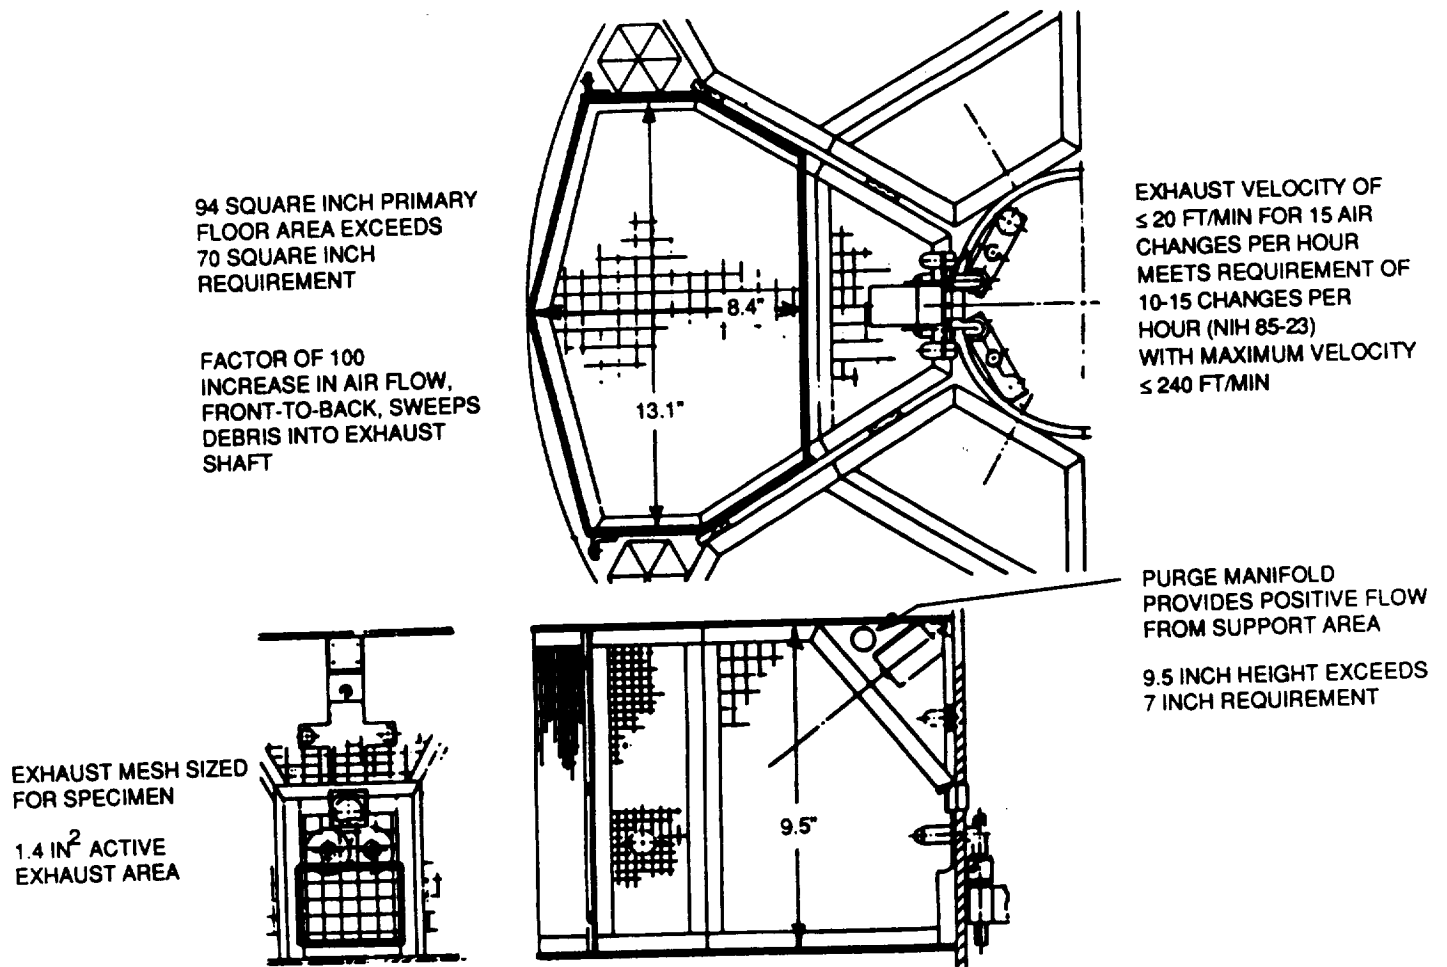 94 SQUARE INCH PRIMARY
FLOOR AREA EXCEEDS
70 SQUARE INCH
REQUIREMENT
FACTOR OF 100
INCREASE IN AIR FLOW,
FRONT-TO-BACK, SWEEPS
DEBRIS INTO EXHAUST
SHAFT
8.4"
13.1"
EXHAUST VELOCITY OF
≤ 20 FT/MIN FOR 15 AIR
CHANGES PER HOUR
MEETS REQUIREMENT OF
10-15 CHANGES PER
HOUR (NIH 85-23)
WITH MAXIMUM VELOCITY
≤ 240 FT/MIN
PURGE MANIFOLD
PROVIDES POSITIVE FLOW
FROM SUPPORT AREA
9.5 INCH HEIGHT EXCEEDS
7 INCH REQUIREMENT
EXHAUST MESH SIZED
FOR SPECIMEN
1.4 IN² ACTIVE
EXHAUST AREA
9.5"